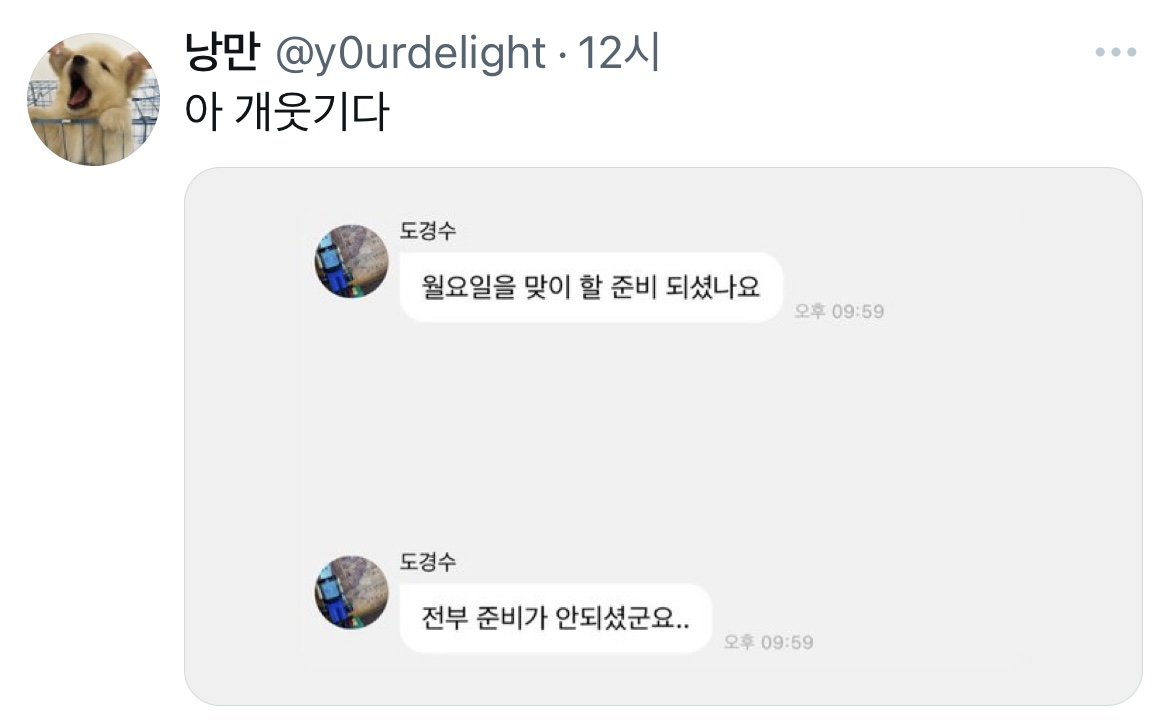 낭만 @y0urdelight · 12시
아 개웃기다
도경수
월요일을 맞이 할 준비 되셨나요
오후 09:59
도경수
전부 준비가 안되셨군요..
오후 09:59